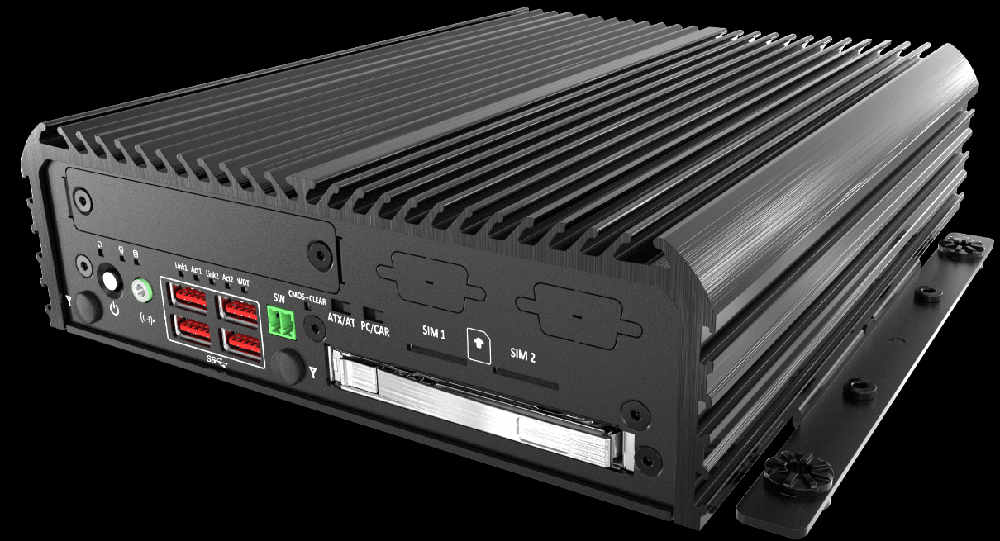 Link1 Act1 Link2 Act2 WDT
SW
CMOS-CLEAR
ATX/AT PC/CAR
SIM 1
SIM 2
SS